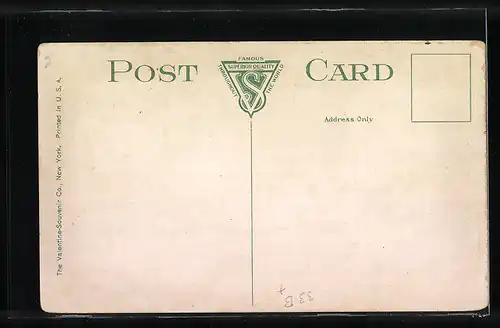 POST CARD
FAMOUS
SUPERIOR QUALITY
THROUGHOUT THE WORLD
VS
Address Only
The Valentine-Souvenir Co., New York. Printed in U. S. A.
33 B